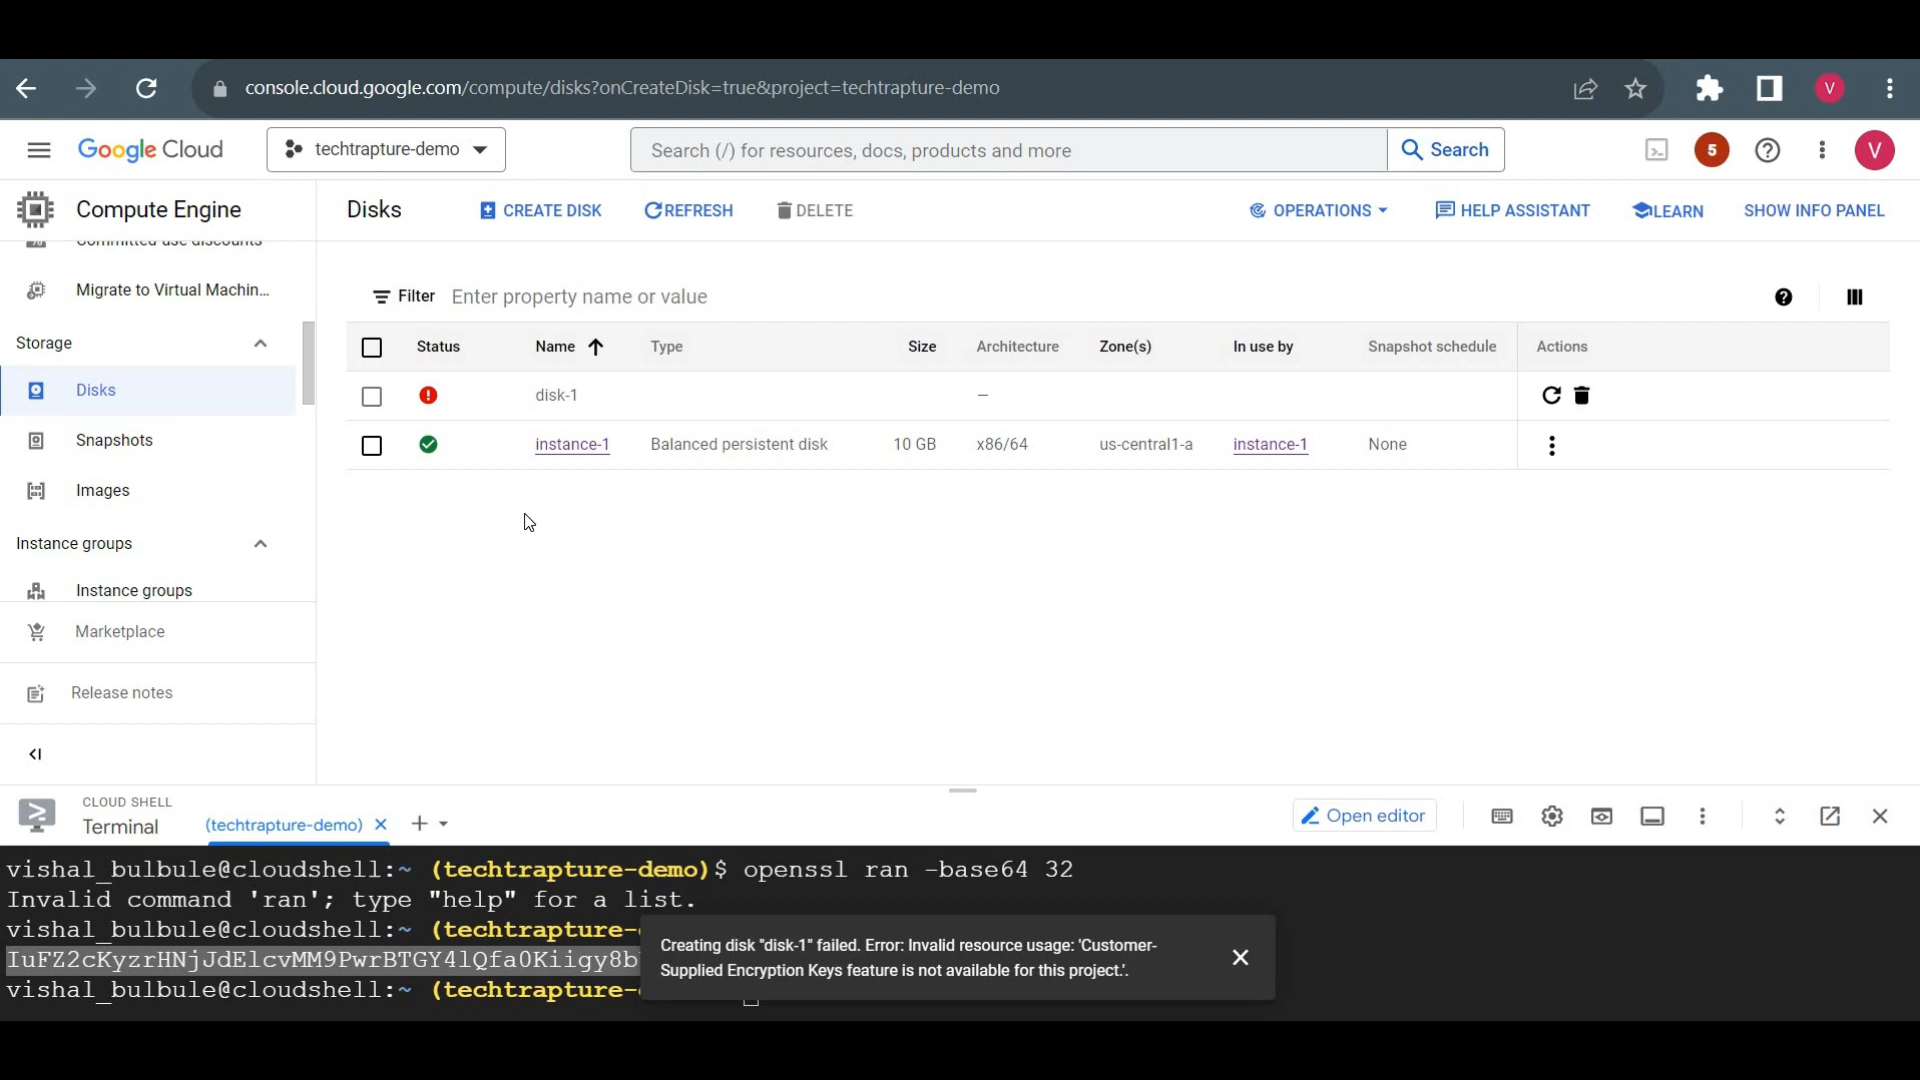 console.cloud.google.com/compute/disks?onCreateDisk=true&project=techtrapture-demo
V
Google Cloud
techtrapture-demo
Search (/) for resources, docs, products and more
Search
5
V
Compute Engine
Disks
CREATE DISK
REFRESH
DELETE
OPERATIONS
HELP ASSISTANT
LEARN
SHOW INFO PANEL
Committed use discounts
Migrate to Virtual Machin...
Storage
Disks
Snapshots
Images
Instance groups
Instance groups
Marketplace
Release notes
Filter Enter property name or value
Status Name Type Size Architecture Zone(s) In use by Snapshot schedule Actions
disk-1 –
instance-1 Balanced persistent disk 10 GB x86/64 us-central1-a instance-1 None
CLOUD SHELL
Terminal
(techtrapture-demo)
Open editor
vishal_bulbule@cloudshell:~ (techtrapture-demo)$ openssl ran -base64 32
Invalid command 'ran'; type "help" for a list.
vishal_bulbule@cloudshell:~ (techtrapture-
IuFZ2cKyzrHNjJdElcvMM9PwrBTGY4lQfa0Kiigy8b
vishal_bulbule@cloudshell:~ (techtrapture-
Creating disk "disk-1" failed. Error: Invalid resource usage: 'Customer-
Supplied Encryption Keys feature is not available for this project.'.